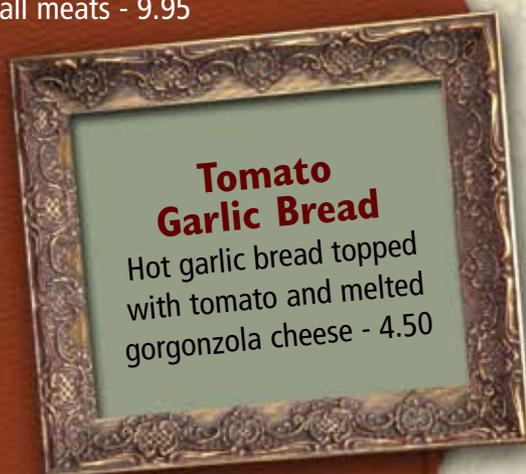 all meats - 9.95
Tomato
Garlic Bread
Hot garlic bread topped
with tomato and melted
gorgonzola cheese - 4.50